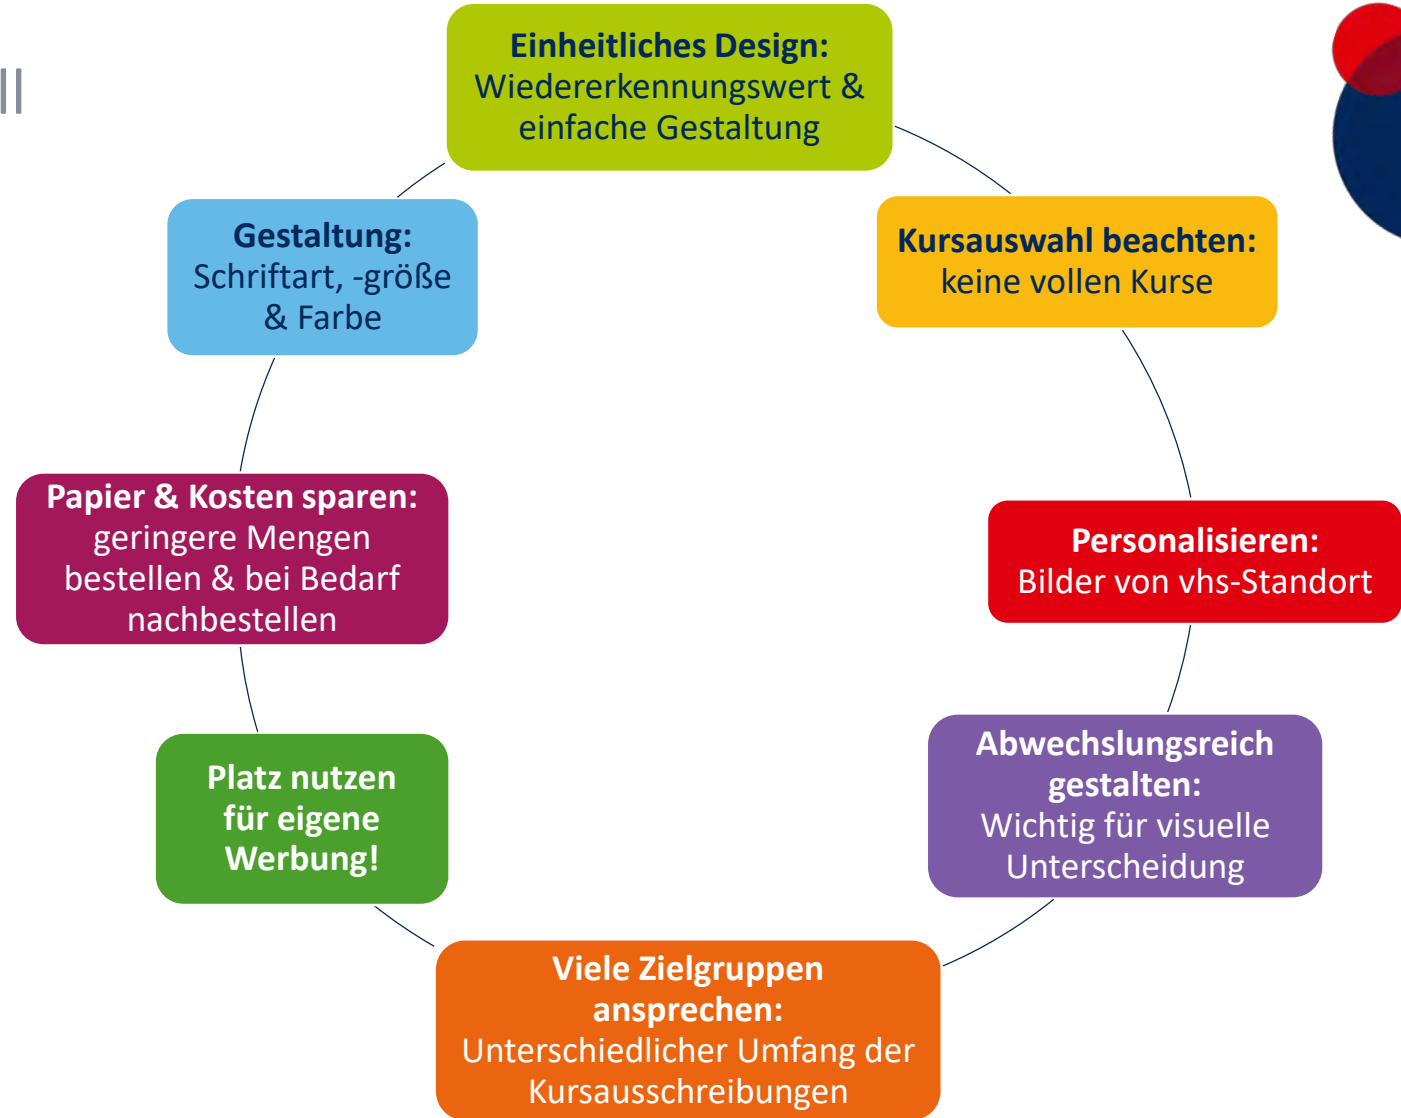 ll
Einheitliches Design:
Wiedererkennungswert &
einfache Gestaltung
Kursauswahl beachten:
keine vollen Kurse
Personalisieren:
Bilder von vhs-Standort
Abwechslungsreich
gestalten:
Wichtig für visuelle
Unterscheidung
Viele Zielgruppen
ansprechen:
Unterschiedlicher Umfang der
Kursausschreibungen
Platz nutzen
für eigene
Werbung!
Papier & Kosten sparen:
geringere Mengen
bestellen & bei Bedarf
nachbestellen
Gestaltung:
Schriftart, -größe
& Farbe